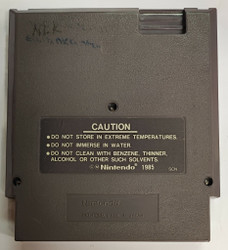 CAUTION
• DO NOT STORE IN EXTREME TEMPERATURES.
• DO NOT IMMERSE IN WATER.
• DO NOT CLEAN WITH BENZENE, THINNER,
ALCOHOL OR OTHER SUCH SOLVENTS.
Nintendo® 1985